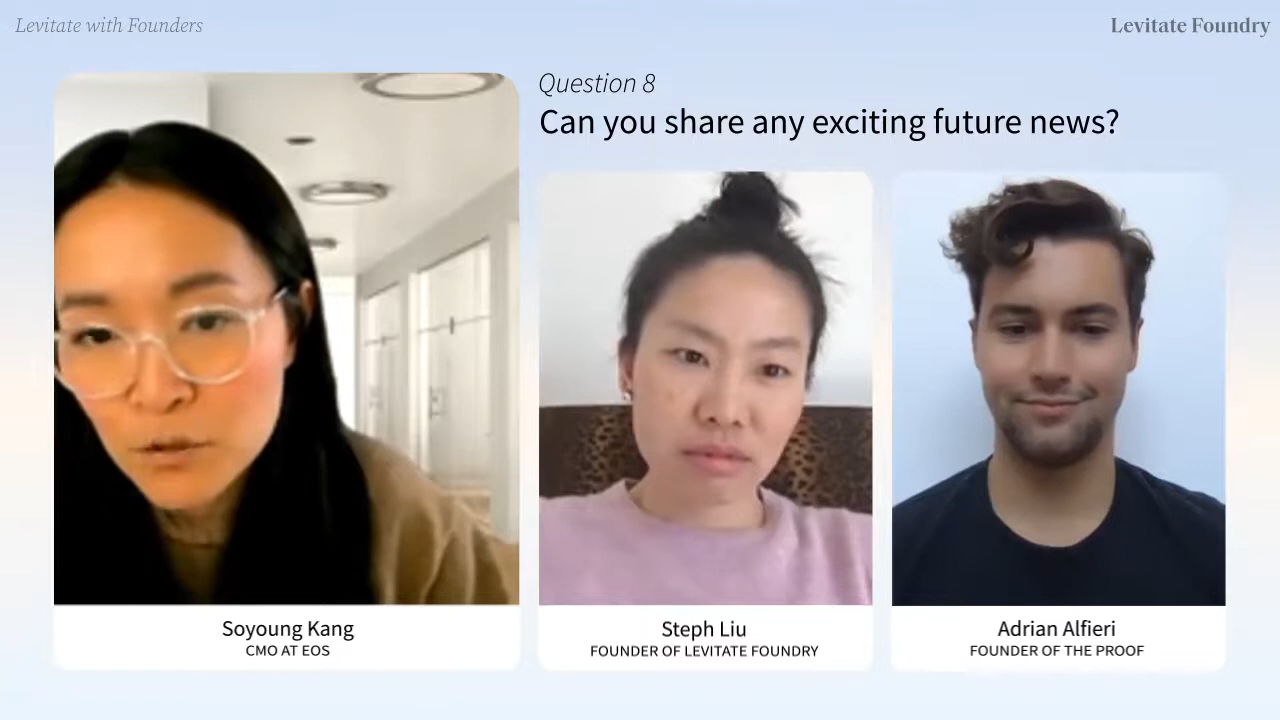 Levitate with Founders
Levitate Foundry
Question 8
Can you share any exciting future news?
Soyoung Kang
CMO AT EOS
Steph Liu
FOUNDER OF LEVITATE FOUNDRY
Adrian Alfieri
FOUNDER OF THE PROOF